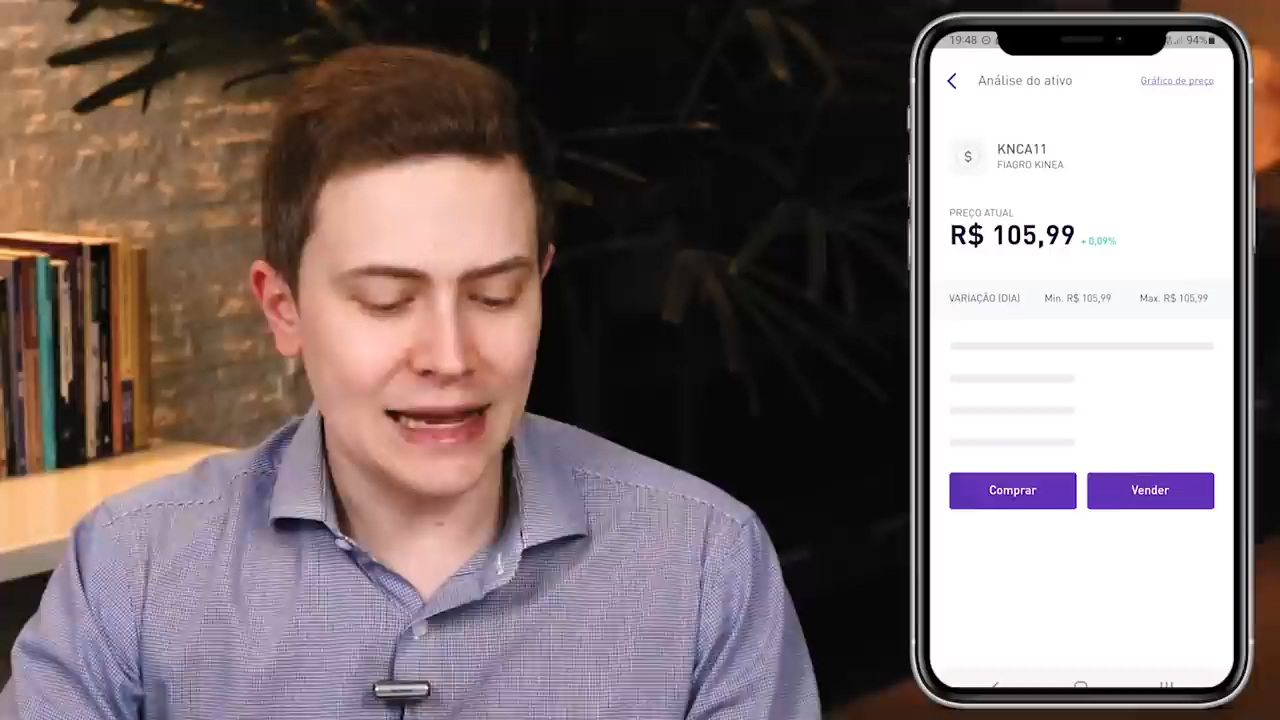 19:48
94%
Análise do ativo
Gráfico de preço
$
KNCA11
FIAGRO KINEA
PREÇO ATUAL
R$ 105,99 + 0,09%
VARIAÇÃO (DIA) Min. R$ 105,99 Max. R$ 105,99
Comprar
Vender